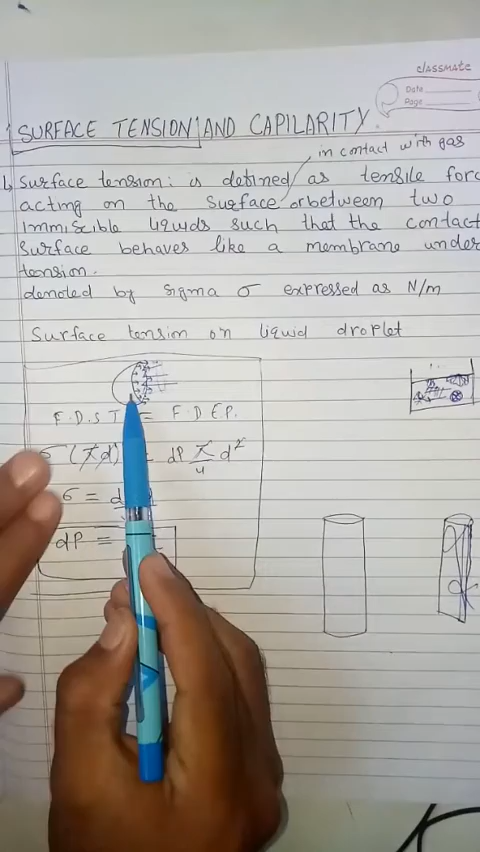 classmate
Date
Page
SURFACE TENSION AND CAPILARITY.
in contact with gas
1. Surface tension: is defined as tensile forc
acting on the surface or between two
immiscible liquids such that the contact
surface behaves like a membrane under
tension.
denoted by sigma σ expressed as N/m
Surface tension on liquid droplet
F.D.S.T = F.D.E.P.
σ (πd) = dP π/4 d²
σ = d
dP =